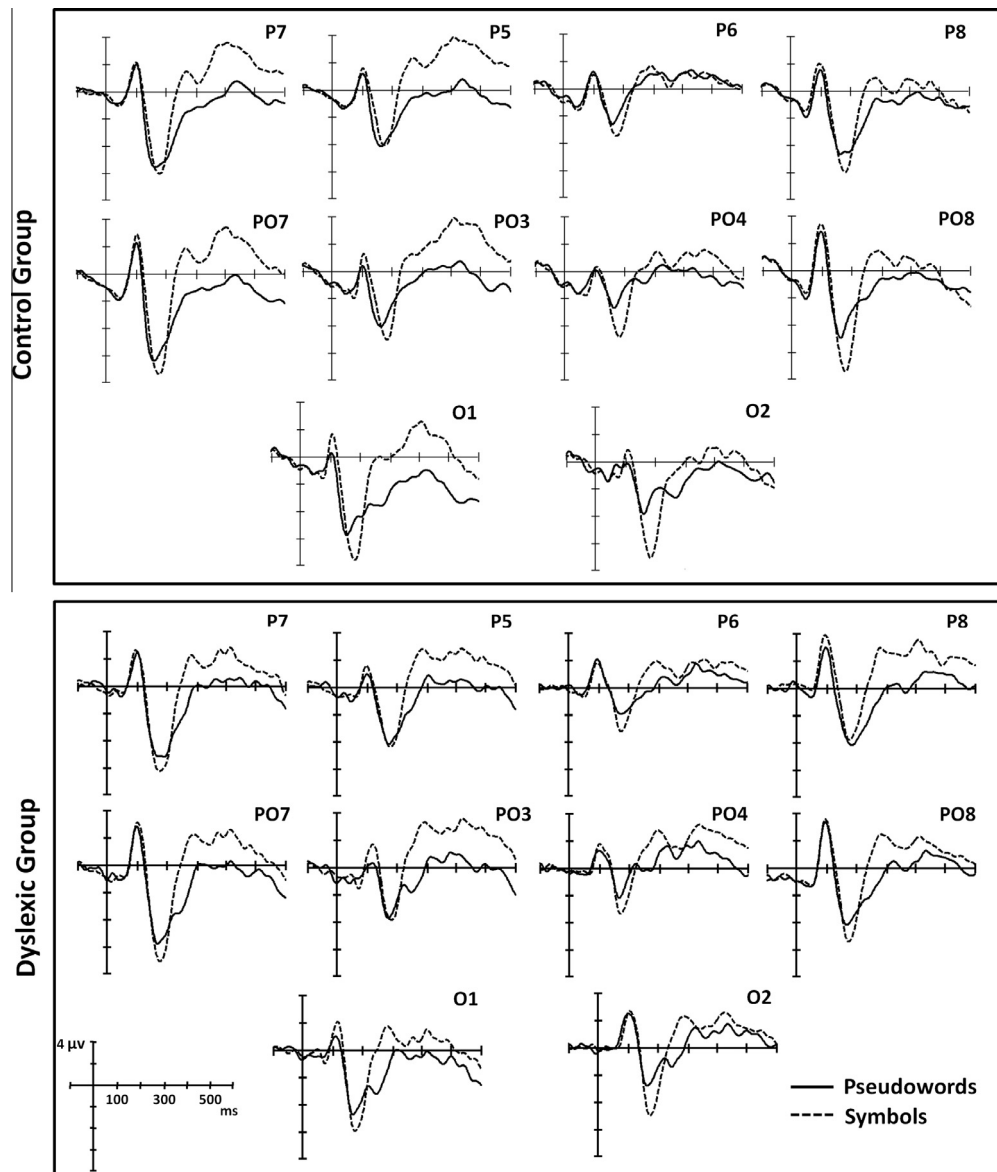 Control Group
P7 P5 P6 P8
PO7 PO3 PO4 PO8
O1 O2
Dyslexic Group
P7 P5 P6 P8
PO7 PO3 PO4 PO8
O1 O2
4 μv
100 300 500
ms
Pseudowords
Symbols